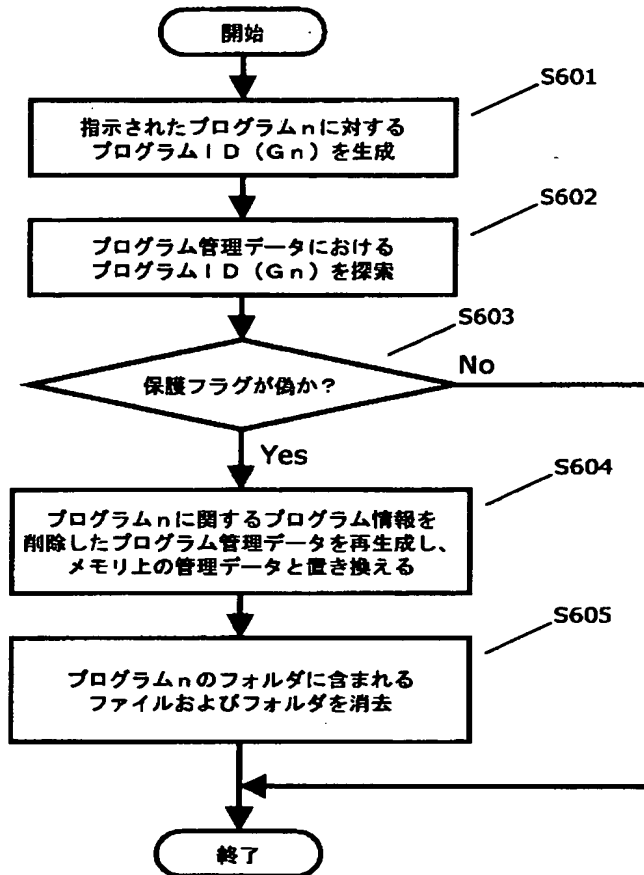 開始
S601
指示されたプログラムnに対する
プログラムID(Gn)を生成
S602
プログラム管理データにおける
プログラムID(Gn)を探索
S603
保護フラグが偽か?
No
Yes
S604
プログラムnに関するプログラム情報を
削除したプログラム管理データを再生成し、
メモリ上の管理データと置き換える
S605
プログラムnのフォルダに含まれる
ファイルおよびフォルダを消去
終了